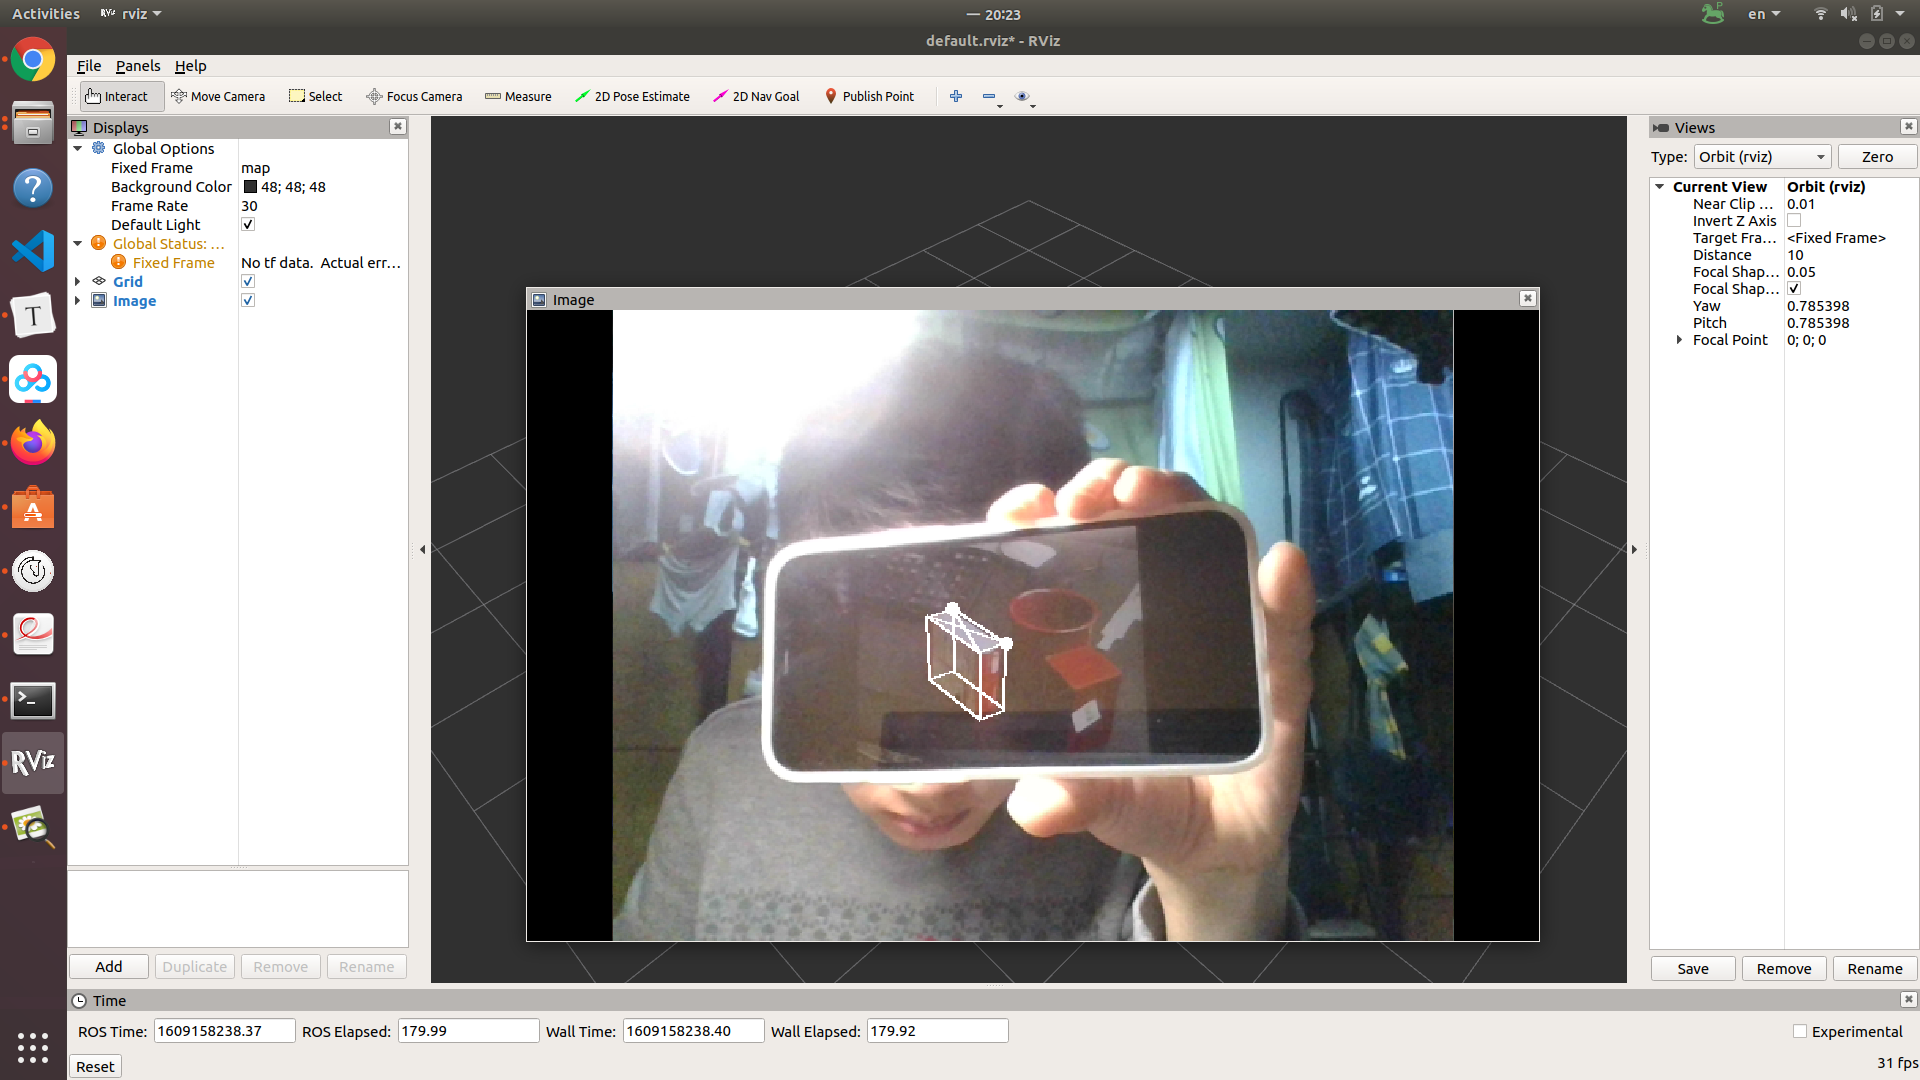 Activities RViz rviz — 20:23 P en
default.rviz* - RViz
File Panels Help
Interact Move Camera Select Focus Camera Measure 2D Pose Estimate 2D Nav Goal Publish Point
Displays
Global Options
Fixed Frame map
Background Color 48; 48; 48
Frame Rate 30
Default Light
Global Status: ...
Fixed Frame No tf data. Actual err...
Grid
Image
Add Duplicate Remove Rename
Image
Views
Type: Orbit (rviz) Zero
Current View Orbit (rviz)
Near Clip ... 0.01
Invert Z Axis
Target Fra... <Fixed Frame>
Distance 10
Focal Shap... 0.05
Focal Shap...
Yaw 0.785398
Pitch 0.785398
Focal Point 0; 0; 0
Save Remove Rename
Time
ROS Time: 1609158238.37 ROS Elapsed: 179.99 Wall Time: 1609158238.40 Wall Elapsed: 179.92 Experimental
Reset 31 fps
T
A
>_
RViz